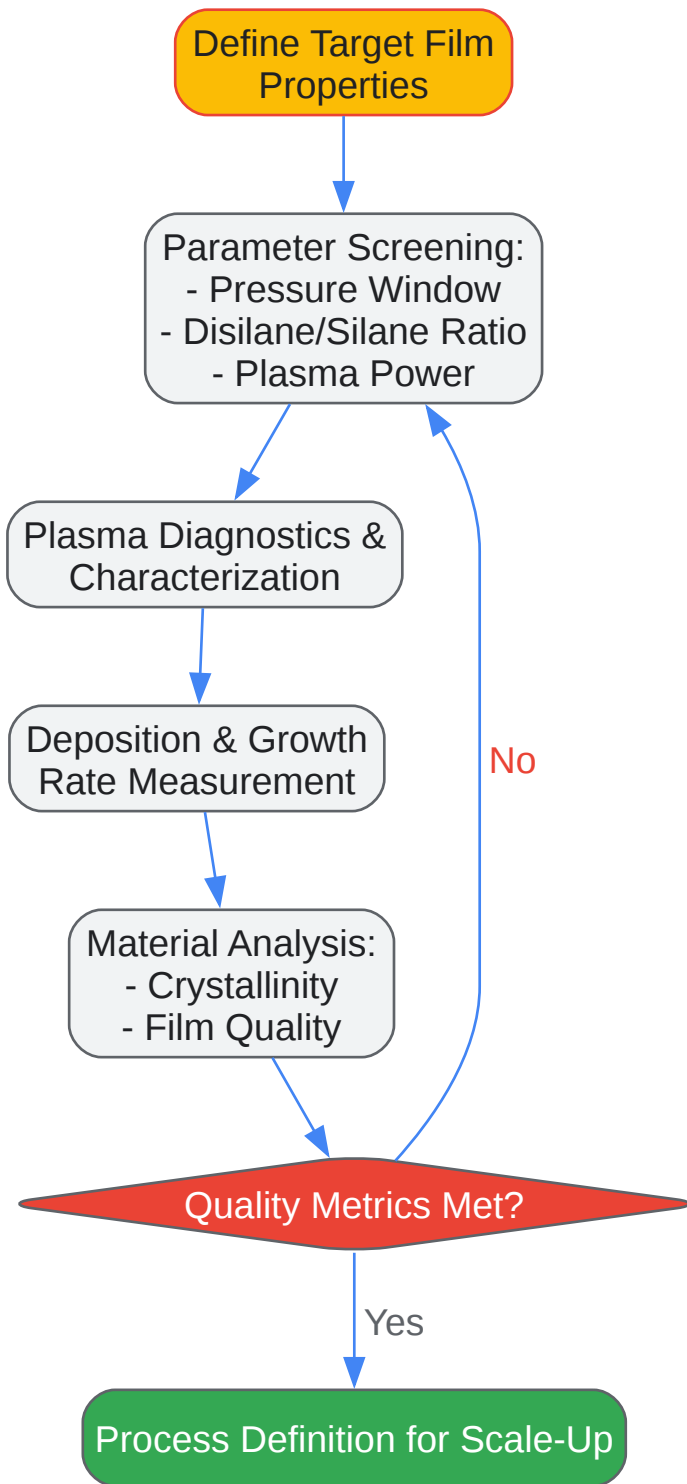 Define Target Film
Properties
Parameter Screening:
- Pressure Window
- Disilane/Silane Ratio
- Plasma Power
Plasma Diagnostics &
Characterization
Deposition & Growth
Rate Measurement
No
Material Analysis:
- Crystallinity
- Film Quality
Quality Metrics Met?
Yes
Process Definition for Scale-Up